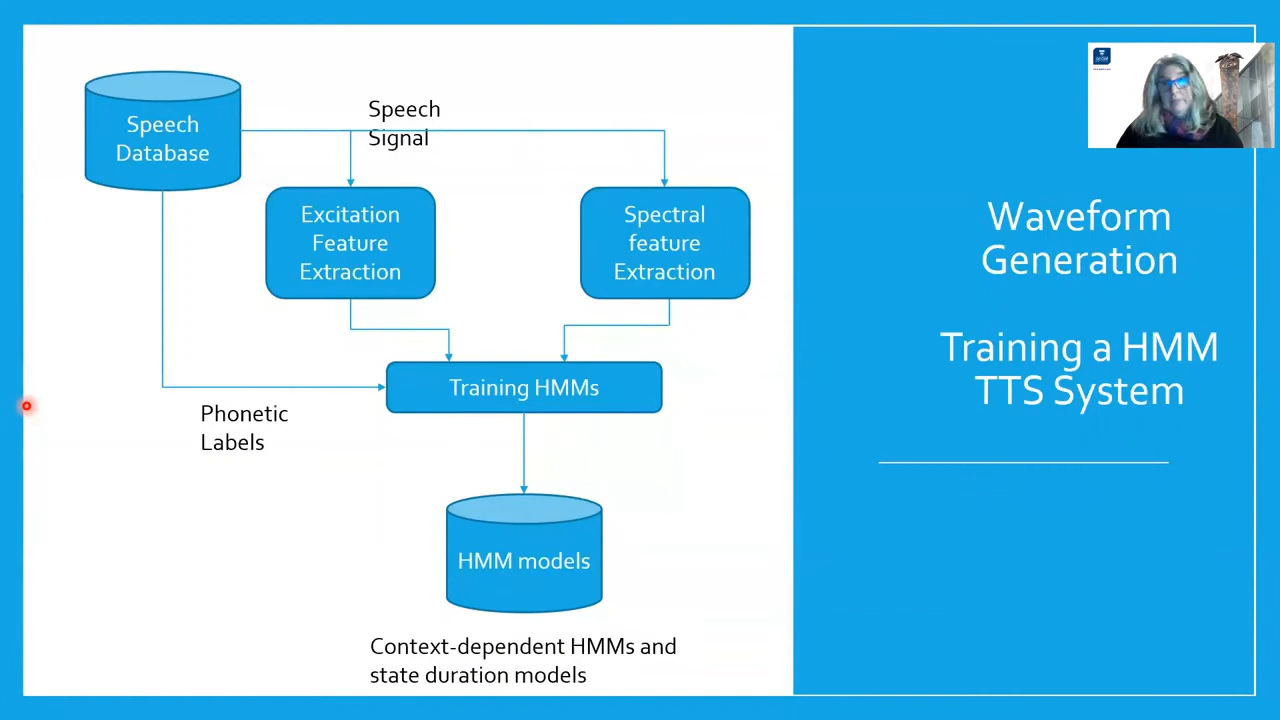 Speech
Database
Speech
Signal
Excitation
Feature
Extraction
Spectral
feature
Extraction
Training HMMs
Phonetic
Labels
HMM models
Context-dependent HMMs and
state duration models
Waveform
Generation
Training a HMM
TTS System